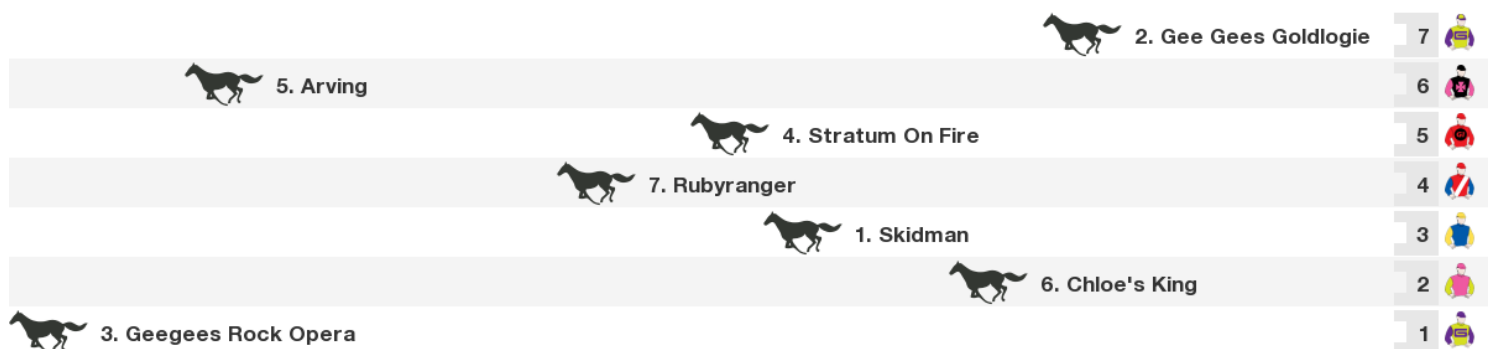 2. Gee Gees Goldlogie 7
5. Arving 6
4. Stratum On Fire 5
7. Rubyranger 4
1. Skidman 3
6. Chloe's King 2
3. Geegees Rock Opera 1